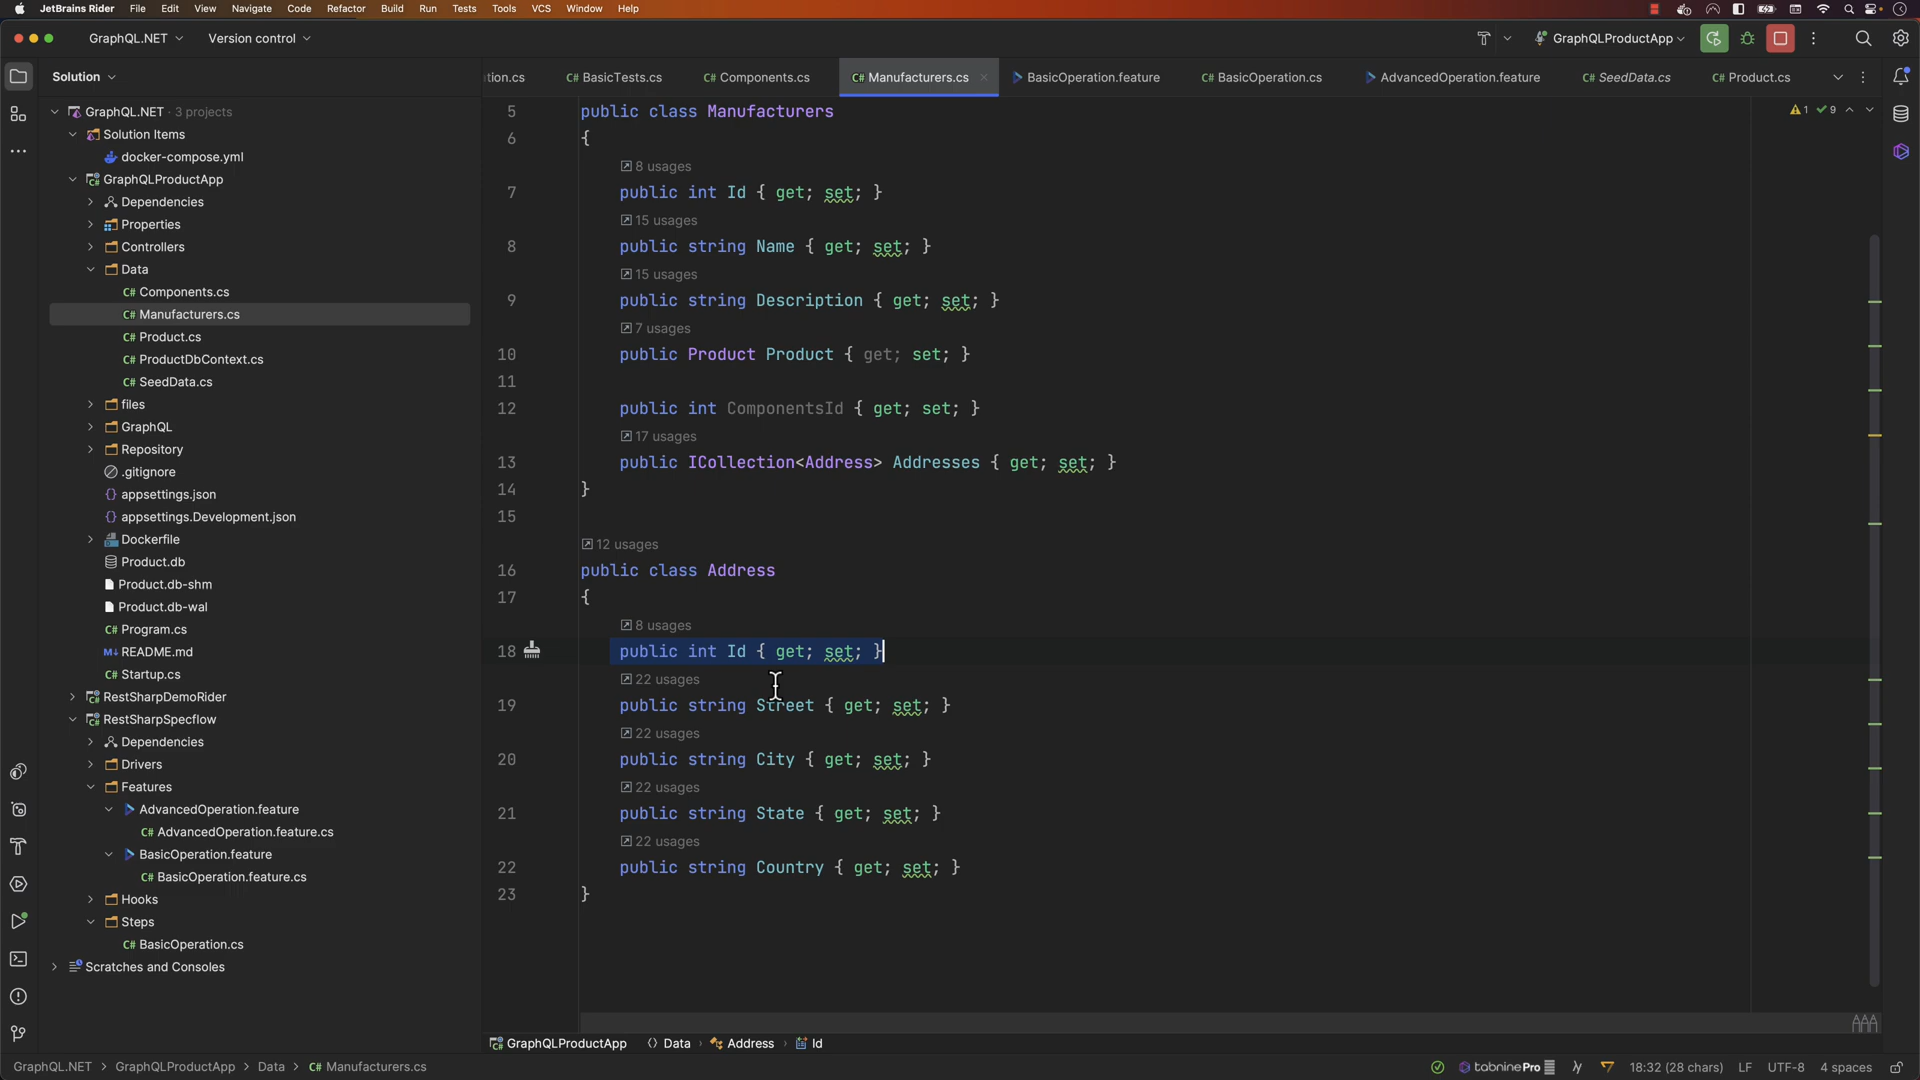 JetBrains Rider File Edit View Navigate Code Refactor Build Run Tests Tools VCS Window Help
GraphQL.NET Version control GraphQLProductApp
Solution
tion.cs C# BasicTests.cs C# Components.cs C# Manufacturers.cs BasicOperation.feature C# BasicOperation.cs AdvancedOperation.feature C# SeedData.cs C# Product.cs
GraphQL.NET · 3 projects
Solution Items
docker-compose.yml
GraphQLProductApp
Dependencies
Properties
Controllers
Data
C# Components.cs
C# Manufacturers.cs
C# Product.cs
C# ProductDbContext.cs
C# SeedData.cs
files
GraphQL
Repository
.gitignore
{} appsettings.json
{} appsettings.Development.json
Dockerfile
Product.db
Product.db-shm
Product.db-wal
C# Program.cs
M↓ README.md
C# Startup.cs
RestSharpDemoRider
RestSharpSpecflow
Dependencies
Drivers
Features
AdvancedOperation.feature
C# AdvancedOperation.feature.cs
BasicOperation.feature
C# BasicOperation.feature.cs
Hooks
Steps
C# BasicOperation.cs
Scratches and Consoles
1 9
5 public class Manufacturers
6 {
8 usages
7 public int Id { get; set; }
15 usages
8 public string Name { get; set; }
15 usages
9 public string Description { get; set; }
7 usages
10 public Product Product { get; set; }
11
12 public int ComponentsId { get; set; }
17 usages
13 public ICollection<Address> Addresses { get; set; }
14 }
15
12 usages
16 public class Address
17 {
8 usages
18 public int Id { get; set; }
22 usages
19 public string Street { get; set; }
22 usages
20 public string City { get; set; }
22 usages
21 public string State { get; set; }
22 usages
22 public string Country { get; set; }
23 }
GraphQLProductApp Data Address Id
GraphQL.NET GraphQLProductApp Data C# Manufacturers.cs tabninePro 18:32 (28 chars) LF UTF-8 4 spaces